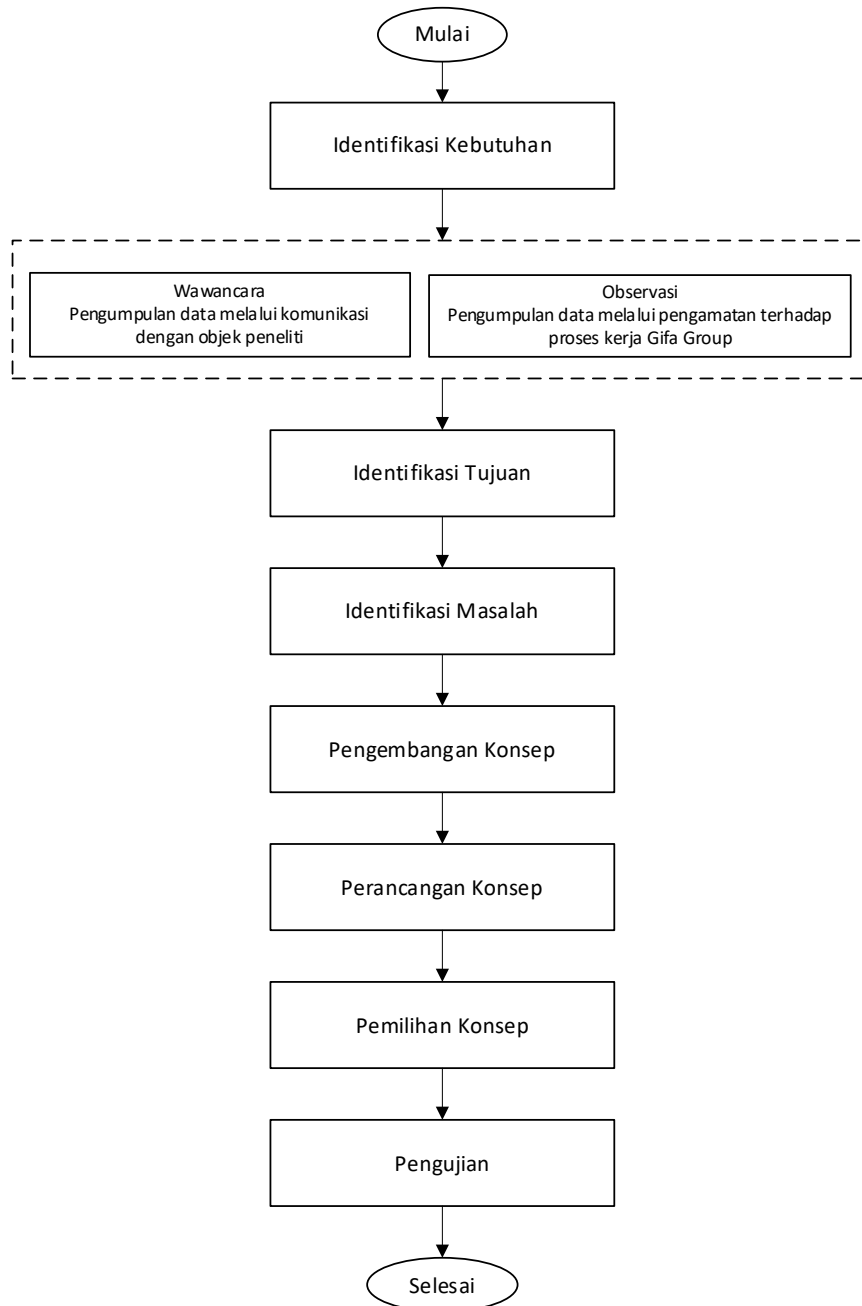 Mulai
Identifikasi Kebutuhan
Wawancara
Pengumpulan data melalui komunikasi
dengan objek peneliti
Observasi
Pengumpulan data melalui pengamatan terhadap
proses kerja Gifa Group
Identifikasi Tujuan
Identifikasi Masalah
Pengembangan Konsep
Perancangan Konsep
Pemilihan Konsep
Pengujian
Selesai